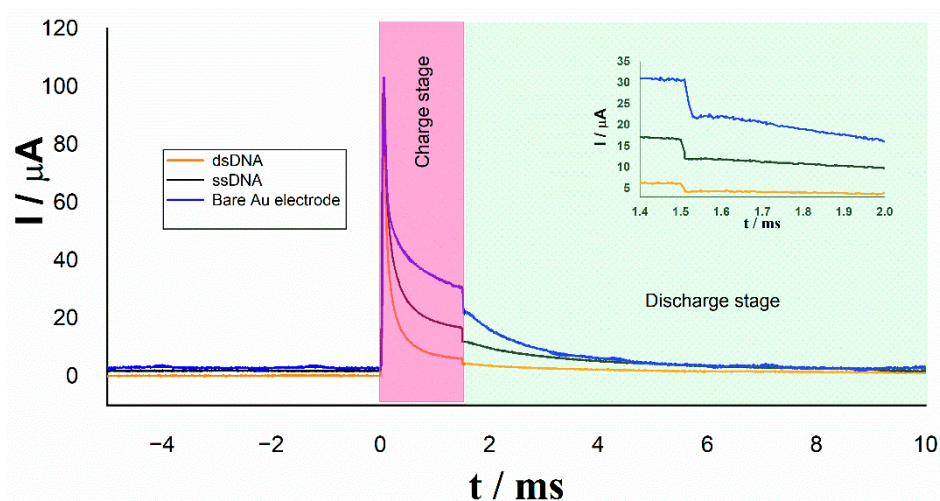 120
100
80
60
40
20
0
I / μA
dsDNA
ssDNA
Bare Au electrode
Charge stage
35
30
25
20
15
10
5
I / μA
1.4 1.5 1.6 1.7 1.8 1.9 2.0
t / ms
Discharge stage
−4 −2 0 2 4 6 8 10
t / ms